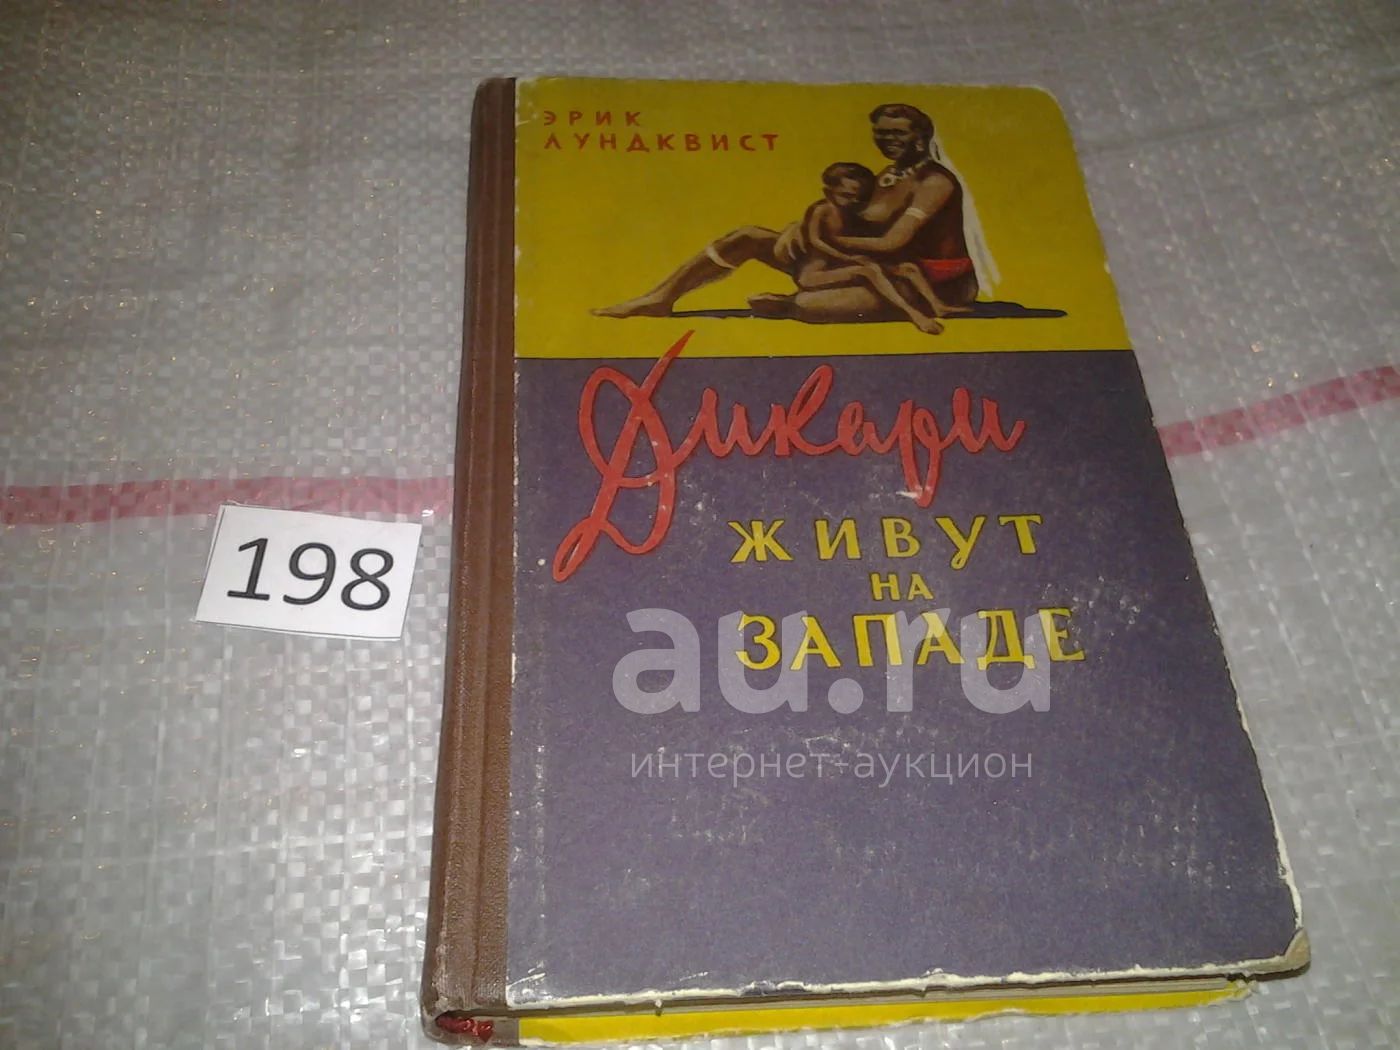 ЭРИК
ЛУНДКВИСТ
Дикари
ЖИВУТ
НА
ЗАПАДЕ
198
au.ru
интернет-аукцион